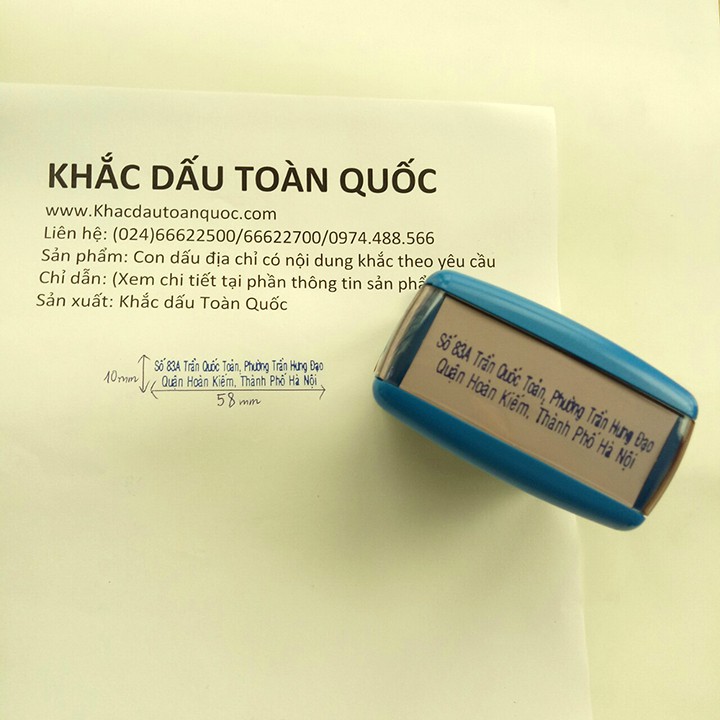 KHẮC DẤU TOÀN QUỐC
www.Khacdautoanquoc.com
Liên hệ: (024)66622500/66622700/0974.488.566
Sản phẩm: Con dấu địa chỉ có nội dung khắc theo yêu cầu
Chỉ dẫn: (Xem chi tiết tại phần thông tin sản
Sản xuất: Khắc dấu Toàn Quốc
10mm
Số 83A Trần Quốc Toản, Phường Trần Hưng Đạo
Quận Hoàn Kiếm, Thành Phố Hà Nội
58mm
Số 83A Trần Quốc Toản, Phường Trần Hưng Đạo
Quận Hoàn Kiếm, Thành Phố Hà Nội